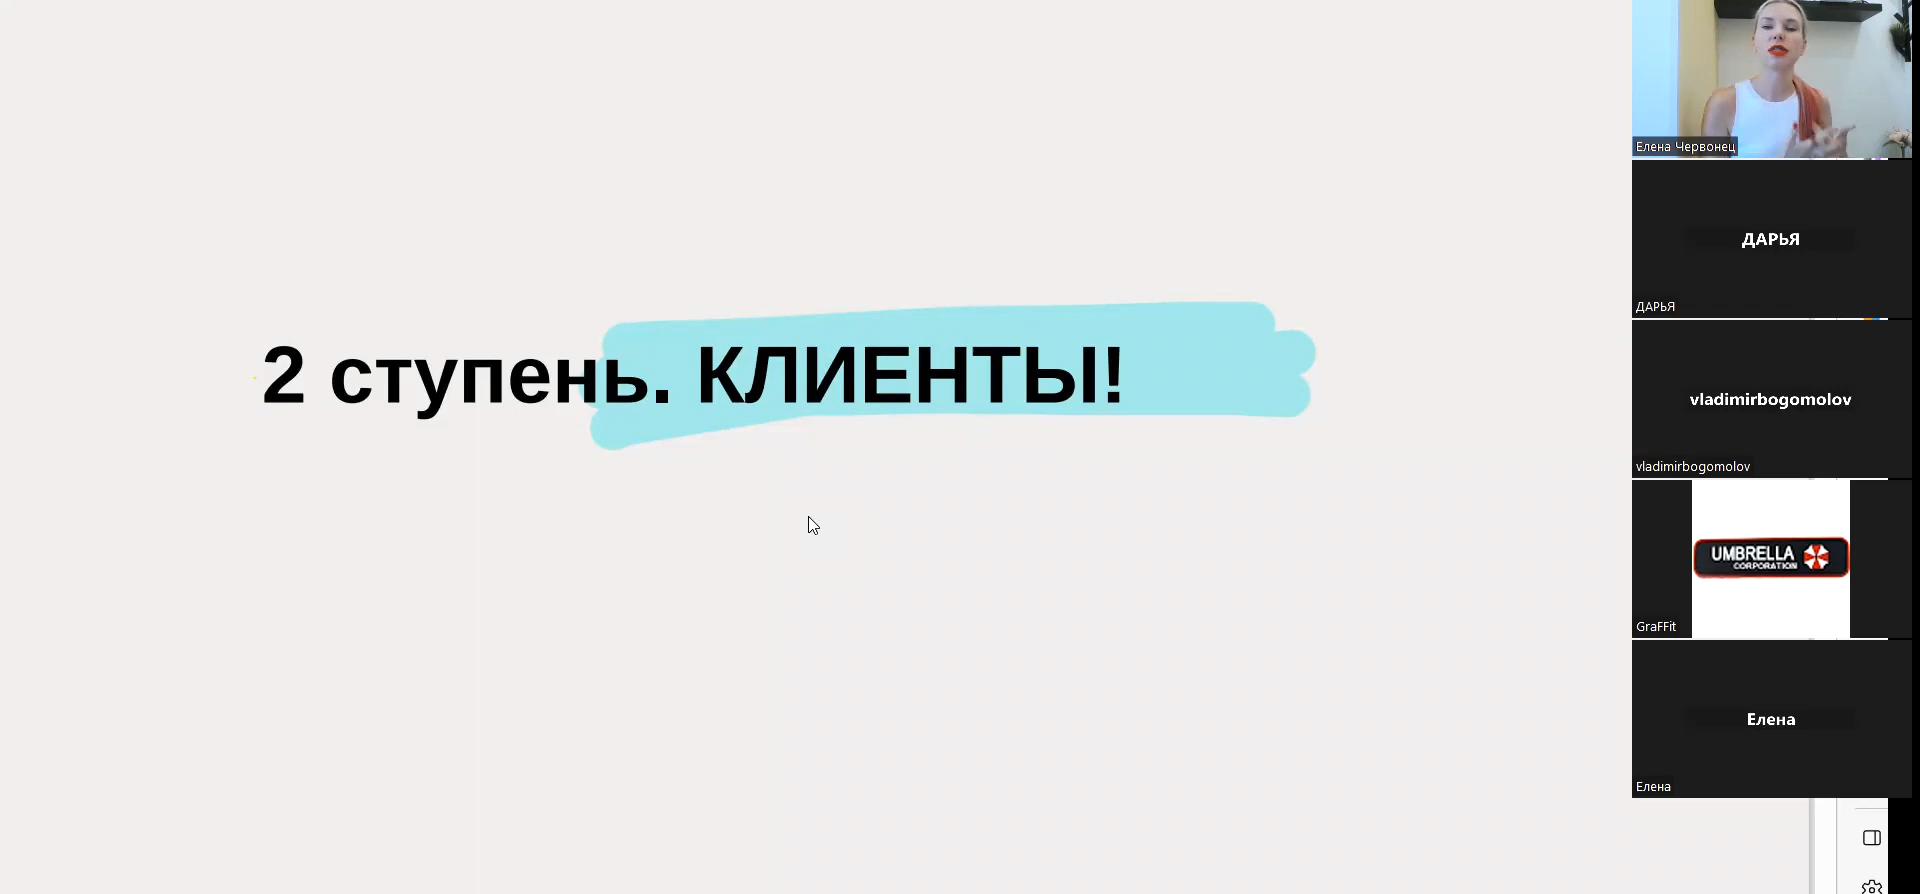 2 ступень. КЛИЕНТЫ!
Елена Червонец
ДАРЬЯ
ДАРЬЯ
vladimirbogomolov
vladimirbogomolov
UMBRELLA
CORPORATION
GraFFit
Елена
Елена